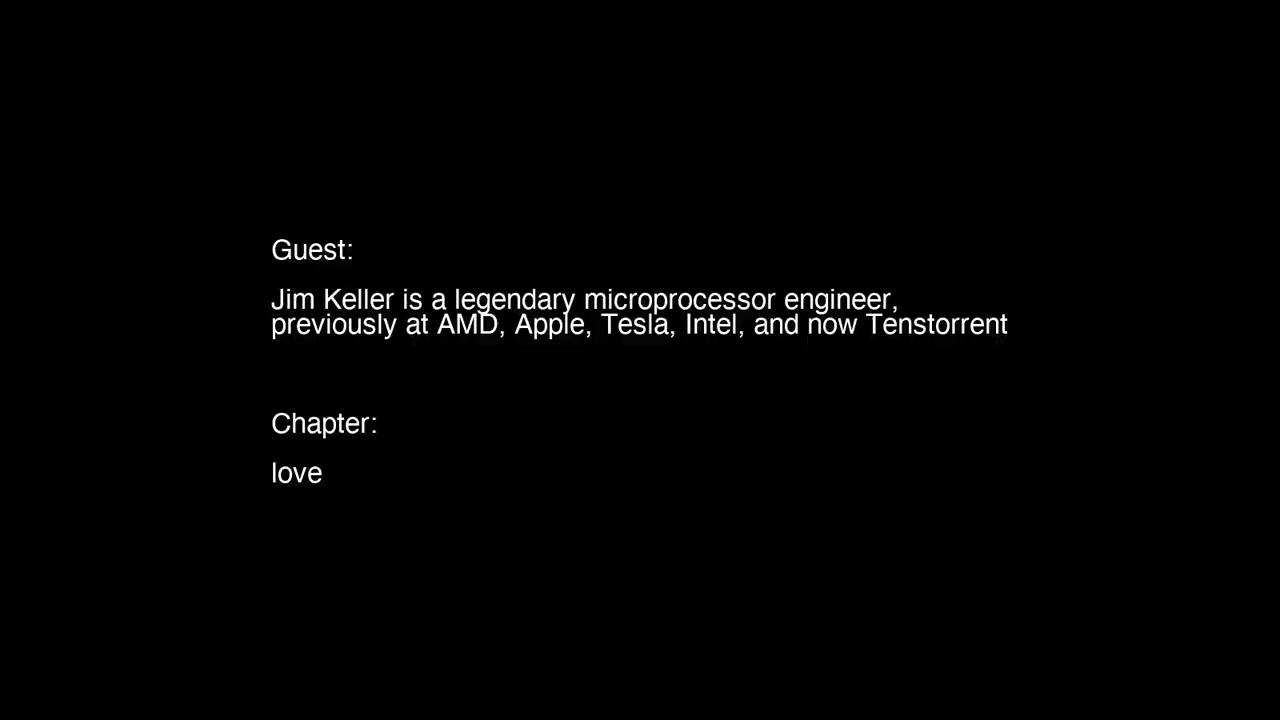 Guest:
Jim Keller is a legendary microprocessor engineer,
previously at AMD, Apple, Tesla, Intel, and now Tenstorrent
Chapter:
love